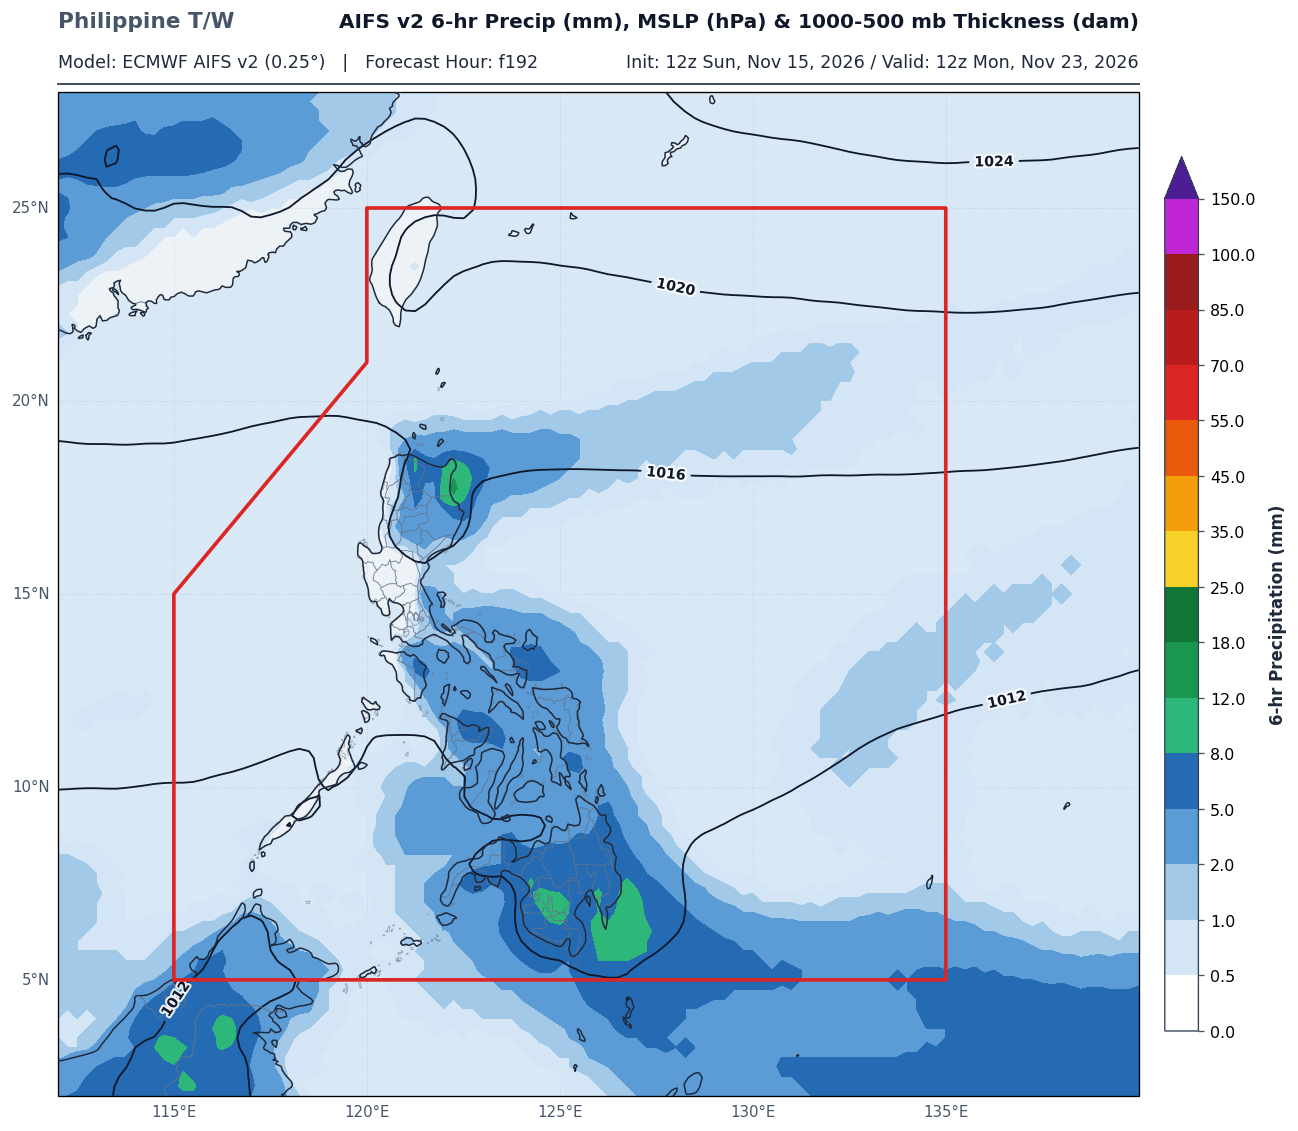 Philippine T/W
AIFS v2 6-hr Precip (mm), MSLP (hPa) & 1000-500 mb Thickness (dam)
Model: ECMWF AIFS v2 (0.25°) | Forecast Hour: f192
Init: 12z Sun, Nov 15, 2026 / Valid: 12z Mon, Nov 23, 2026
1024
1020
1016
1012
1012
25°N
20°N
15°N
10°N
5°N
115°E
120°E
125°E
130°E
135°E
150.0
100.0
85.0
70.0
55.0
45.0
35.0
25.0
18.0
12.0
8.0
5.0
2.0
1.0
0.5
0.0
6-hr Precipitation (mm)